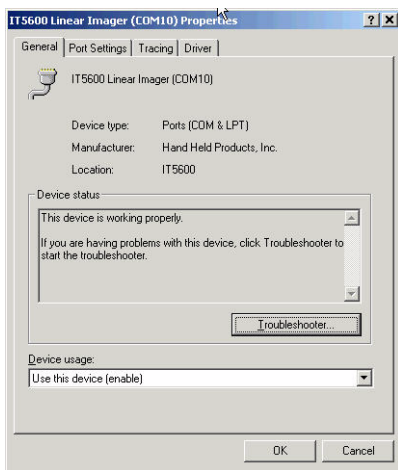 IT5600 Linear Imager (COM10) Properties
General Port Settings Tracing Driver
IT5600 Linear Imager (COM10)
Device type: Ports (COM & LPT)
Manufacturer: Hand Held Products, Inc.
Location: IT5600
Device status
This device is working properly.
If you are having problems with this device, click Troubleshooter to
start the troubleshooter.
Troubleshooter...
Device usage:
Use this device (enable)
OK Cancel